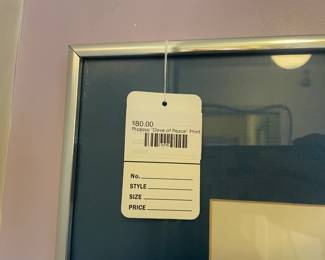 $80.00
Picasso "Dove of Peace" Print
No.
STYLE
SIZE
PRICE